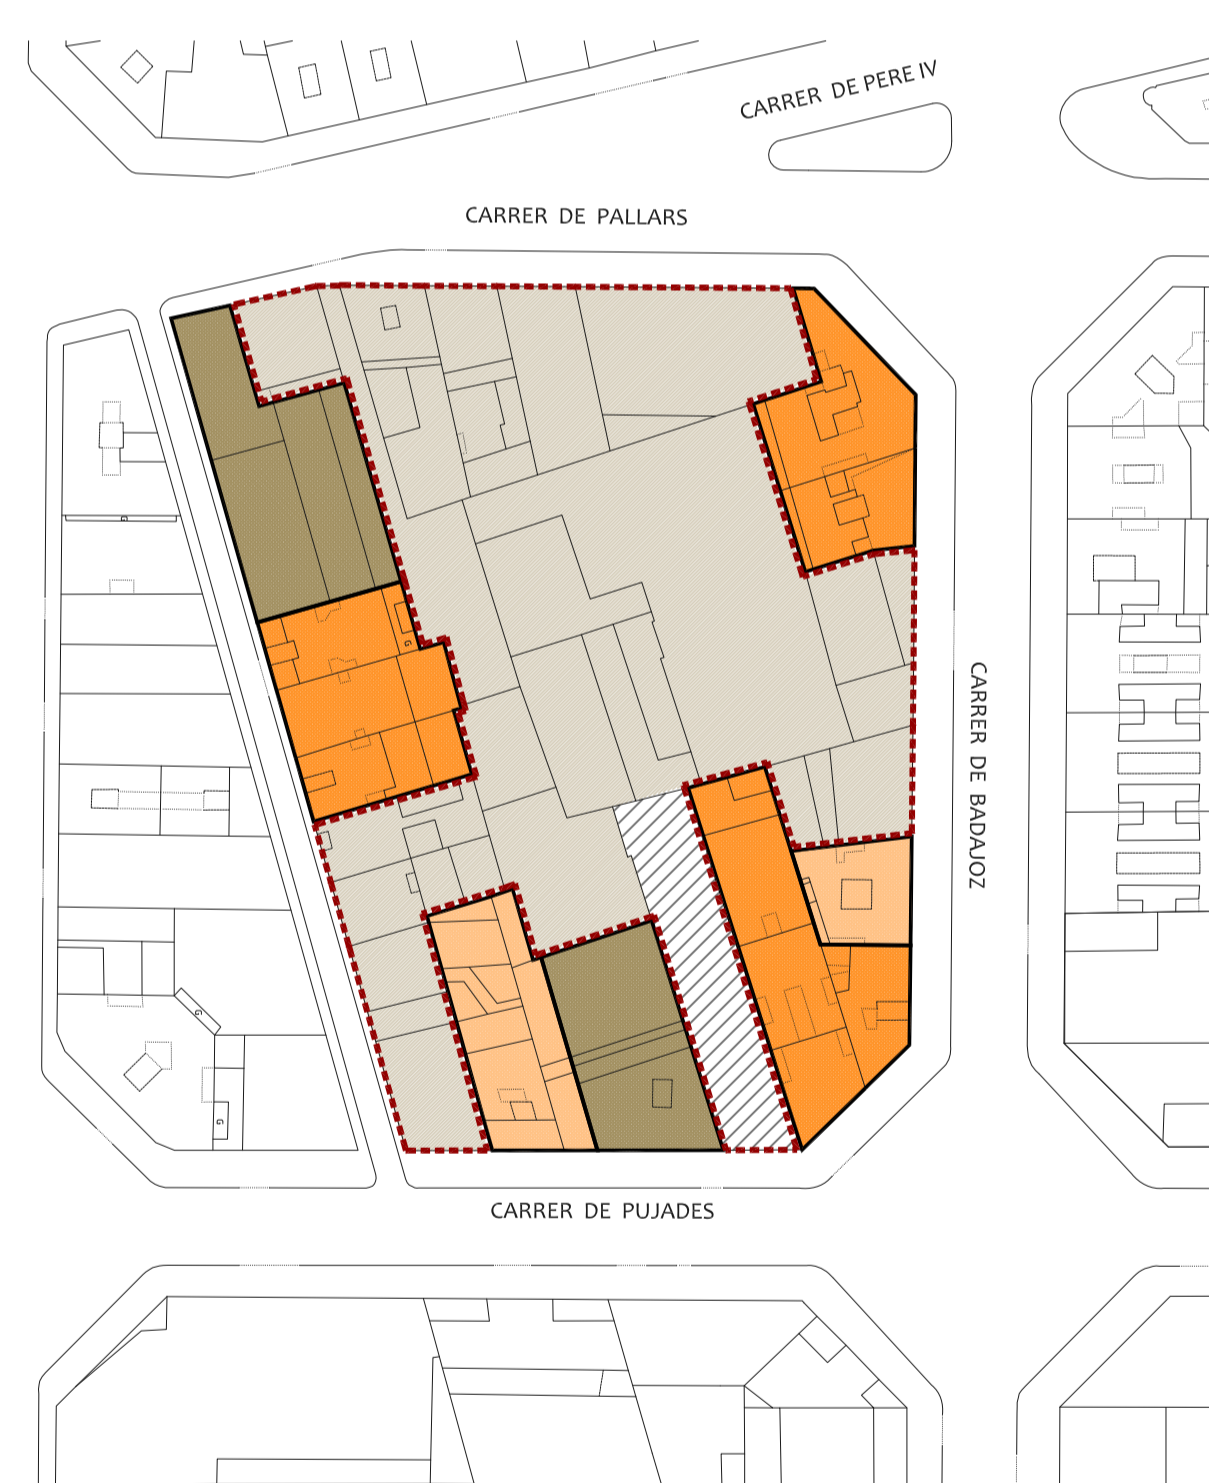 CARRER DE PERE IV
CARRER DE PALLARS
G
G
CARRER DE BADAJOZ
G
G
CARRER DE PUJADES